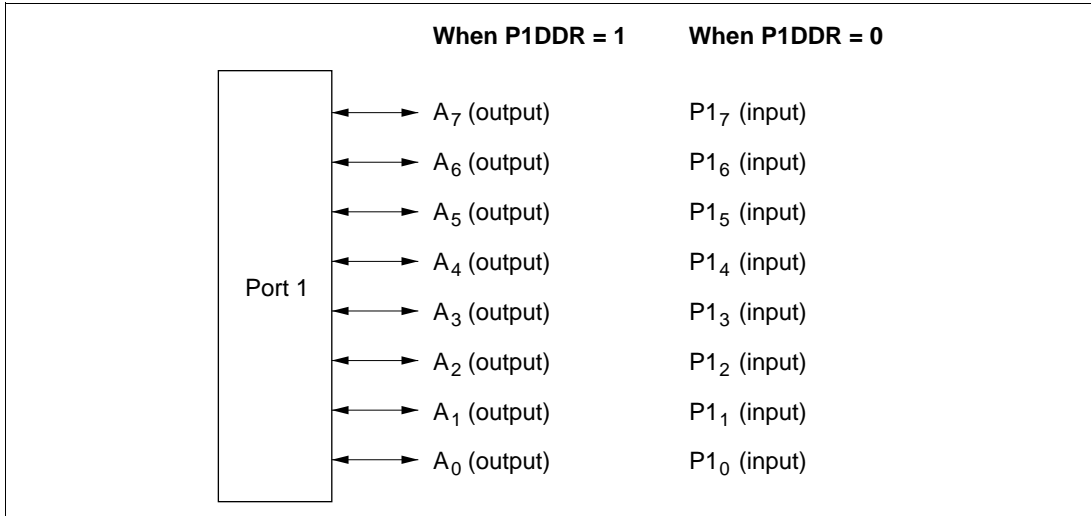 When P1DDR = 1 When P1DDR = 0
A7 (output) P17 (input)
A6 (output) P16 (input)
A5 (output) P15 (input)
A4 (output) P14 (input)
Port 1
A3 (output) P13 (input)
A2 (output) P12 (input)
A1 (output) P11 (input)
A0 (output) P10 (input)